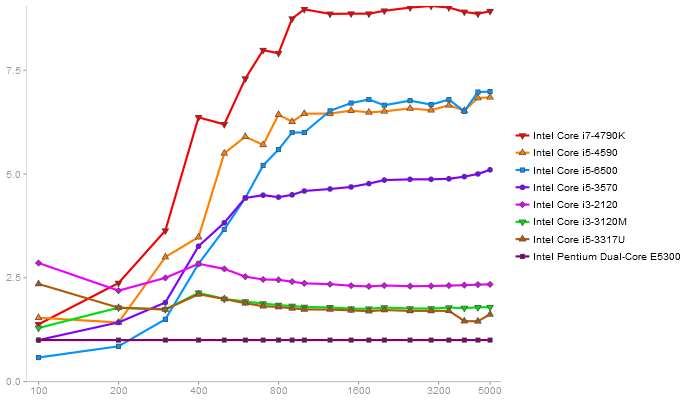 7.5
5.0
2.5
0.0
100 200 400 800 1600 3200 5000
Intel Core i7-4790K
Intel Core i5-4590
Intel Core i5-6500
Intel Core i5-3570
Intel Core i3-2120
Intel Core i3-3120M
Intel Core i5-3317U
Intel Pentium Dual-Core E5300